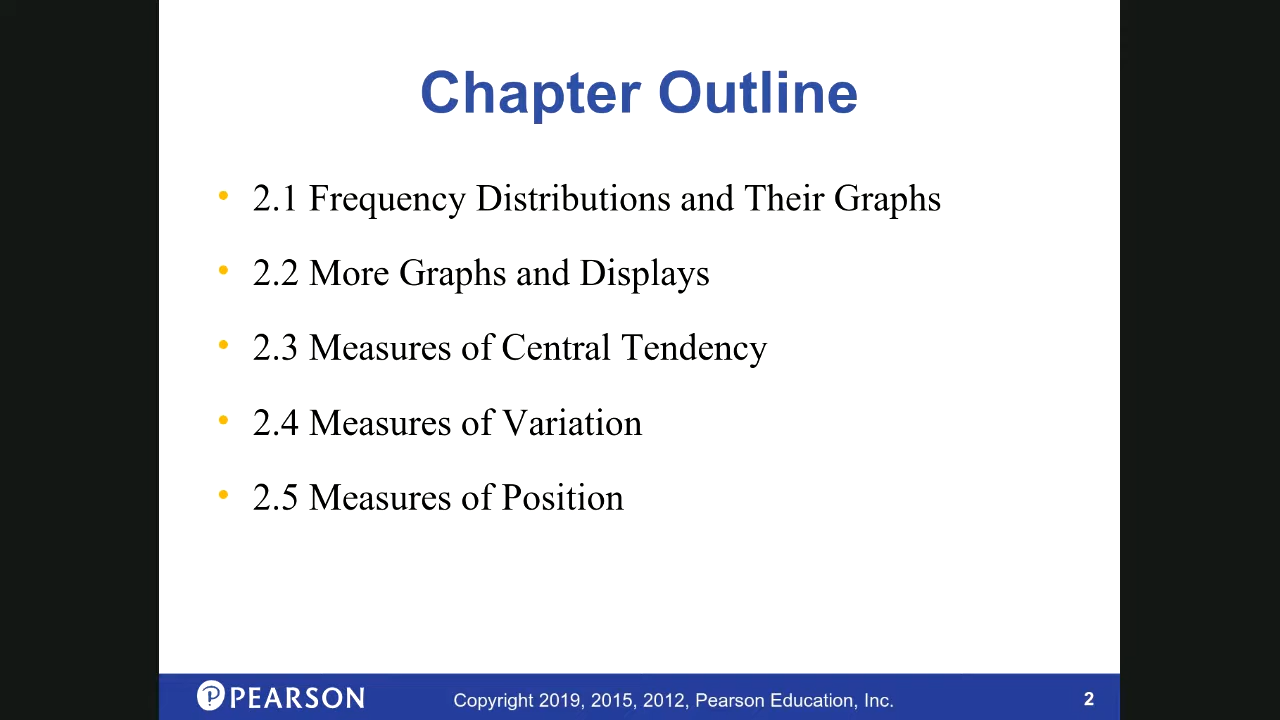 Chapter Outline
• 2.1 Frequency Distributions and Their Graphs
• 2.2 More Graphs and Displays
• 2.3 Measures of Central Tendency
• 2.4 Measures of Variation
• 2.5 Measures of Position
PEARSON Copyright 2019, 2015, 2012, Pearson Education, Inc. 2